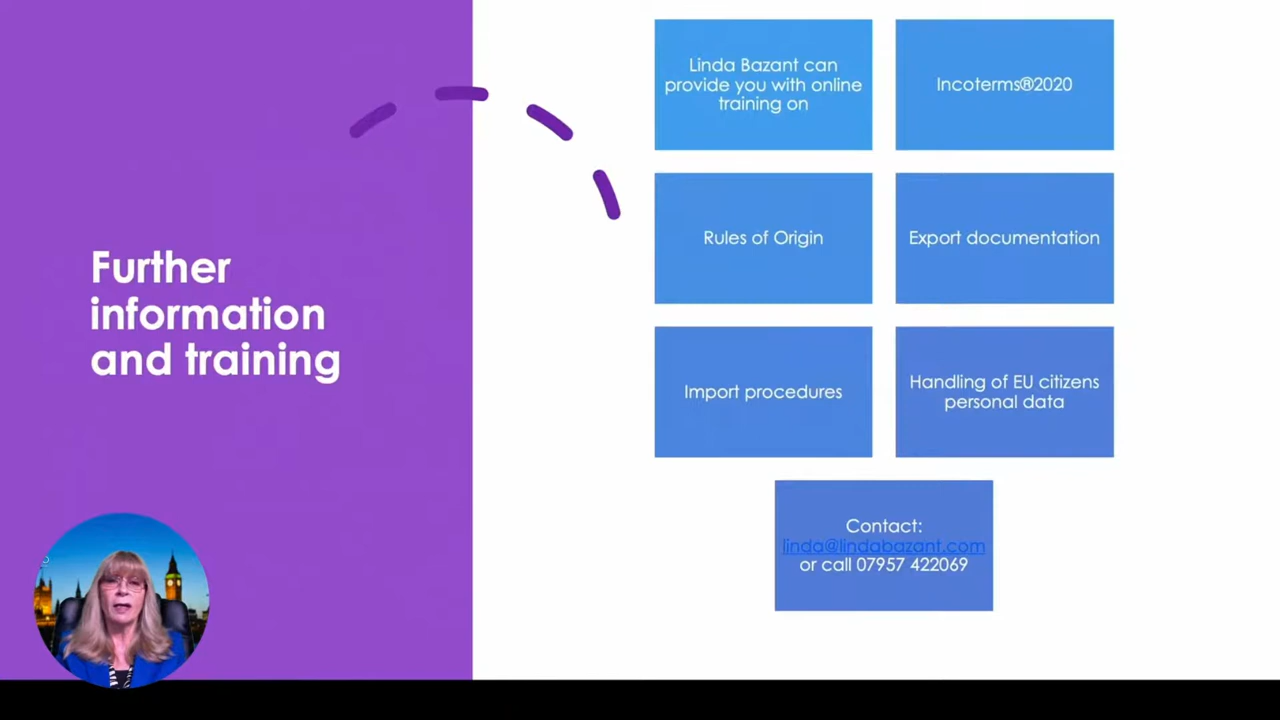 Further
information
and training
Linda Bazant can
provide you with online
training on
Incoterms®2020
Rules of Origin
Export documentation
Import procedures
Handling of EU citizens
personal data
Contact:
linda@lindabazant.com
or call 07957 422069